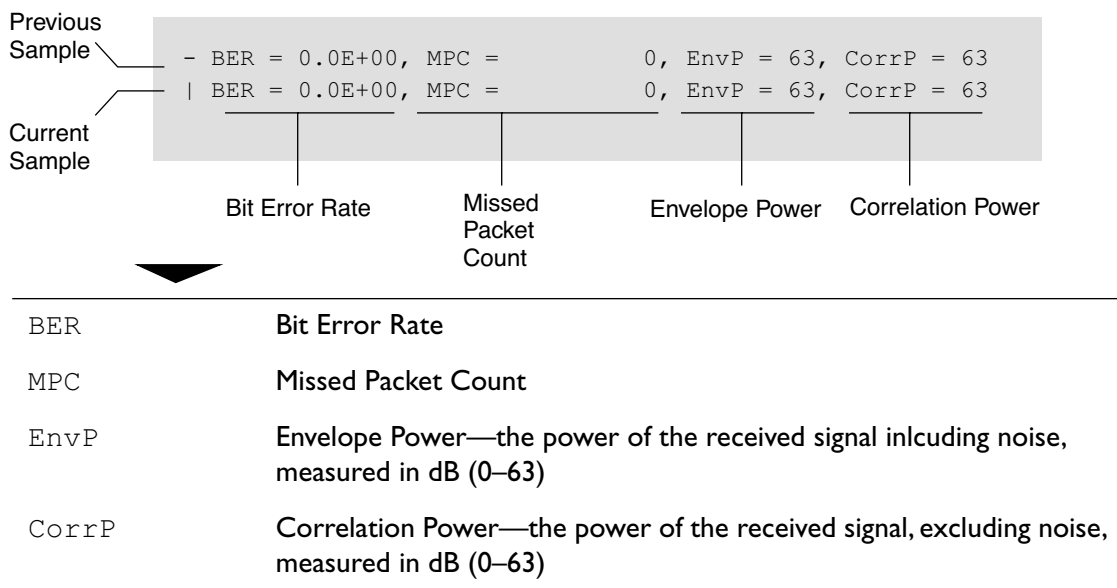 Previous
Sample
- BER = 0.0E+00, MPC =         0, EnvP = 63, CorrP = 63
| BER = 0.0E+00, MPC =         0, EnvP = 63, CorrP = 63
Current
Sample
Bit Error Rate
Missed
Packet
Count
Envelope Power
Correlation Power
BER Bit Error Rate
MPC Missed Packet Count
EnvP Envelope Power—the power of the received signal inlcuding noise,
measured in dB (0–63)
CorrP Correlation Power—the power of the received signal, excluding noise,
measured in dB (0–63)